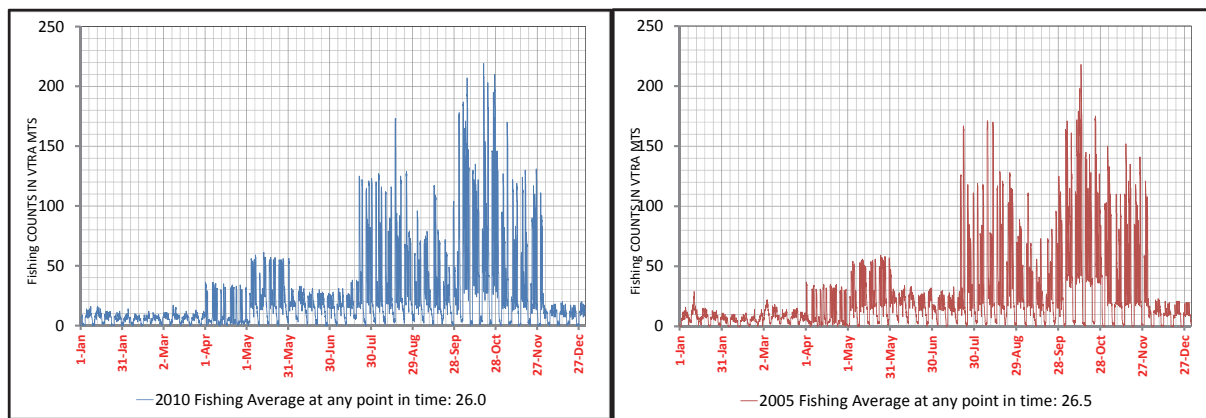 Fishing COUNTS IN VTRA MTS
250
200
150
100
50
0
1-Jan
31-Jan
2-Mar
1-Apr
1-May
31-May
30-Jun
30-Jul
29-Aug
28-Sep
28-Oct
27-Nov
27-Dec
2010 Fishing Average at any point in time: 26.0
Fishing COUNTS IN VTRA MTS
250
200
150
100
50
0
1-Jan
31-Jan
2-Mar
1-Apr
1-May
31-May
30-Jun
30-Jul
29-Aug
28-Sep
28-Oct
27-Nov
27-Dec
2005 Fishing Average at any point in time: 26.5